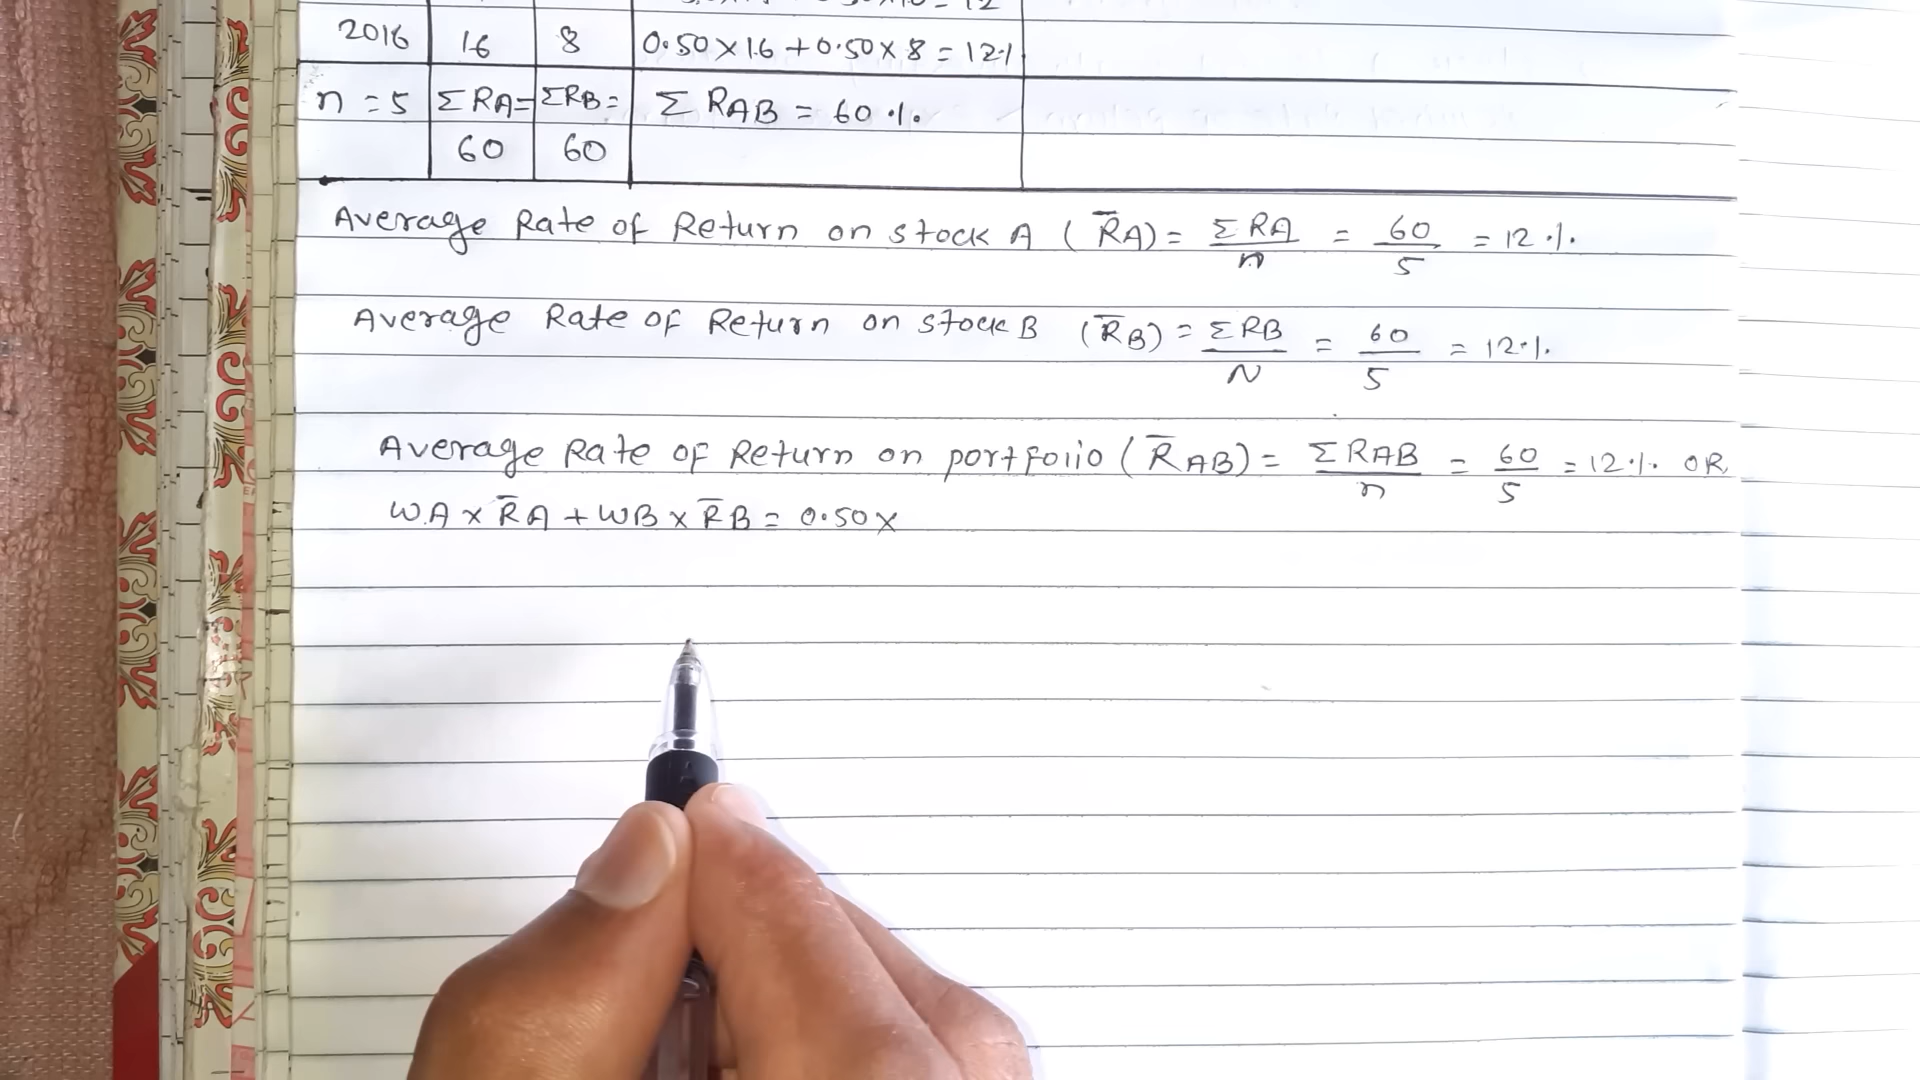 2016 16 8 0.50×16+0.50×8=12%
n=5 ΣRA= ΣRB= ΣRAB=60%
60 60
Average Rate of Return on stock A (R̄A)= ΣRA/n = 60/5 =12%
Average Rate of Return on stock B (R̄B)= ΣRB/N = 60/5 =12%
Average Rate of Return on portfolio (R̄AB)= ΣRAB/n = 60/5 =12% OR
WA×R̄A+WB×R̄B=0.50×